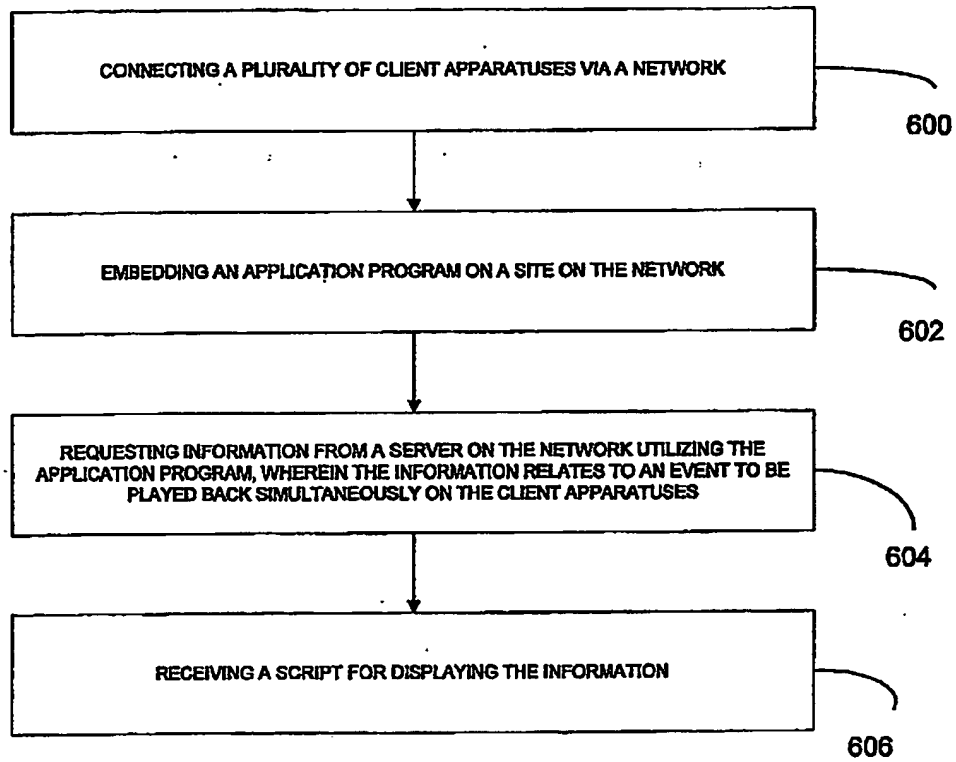 CONNECTING A PLURALITY OF CLIENT APPARATUSES VIA A NETWORK
600
EMBEDDING AN APPLICATION PROGRAM ON A SITE ON THE NETWORK
602
REQUESTING INFORMATION FROM A SERVER ON THE NETWORK UTILIZING THE
APPLICATION PROGRAM, WHEREIN THE INFORMATION RELATES TO AN EVENT TO BE
PLAYED BACK SIMULTANEOUSLY ON THE CLIENT APPARATUSES
604
RECEIVING A SCRIPT FOR DISPLAYING THE INFORMATION
606